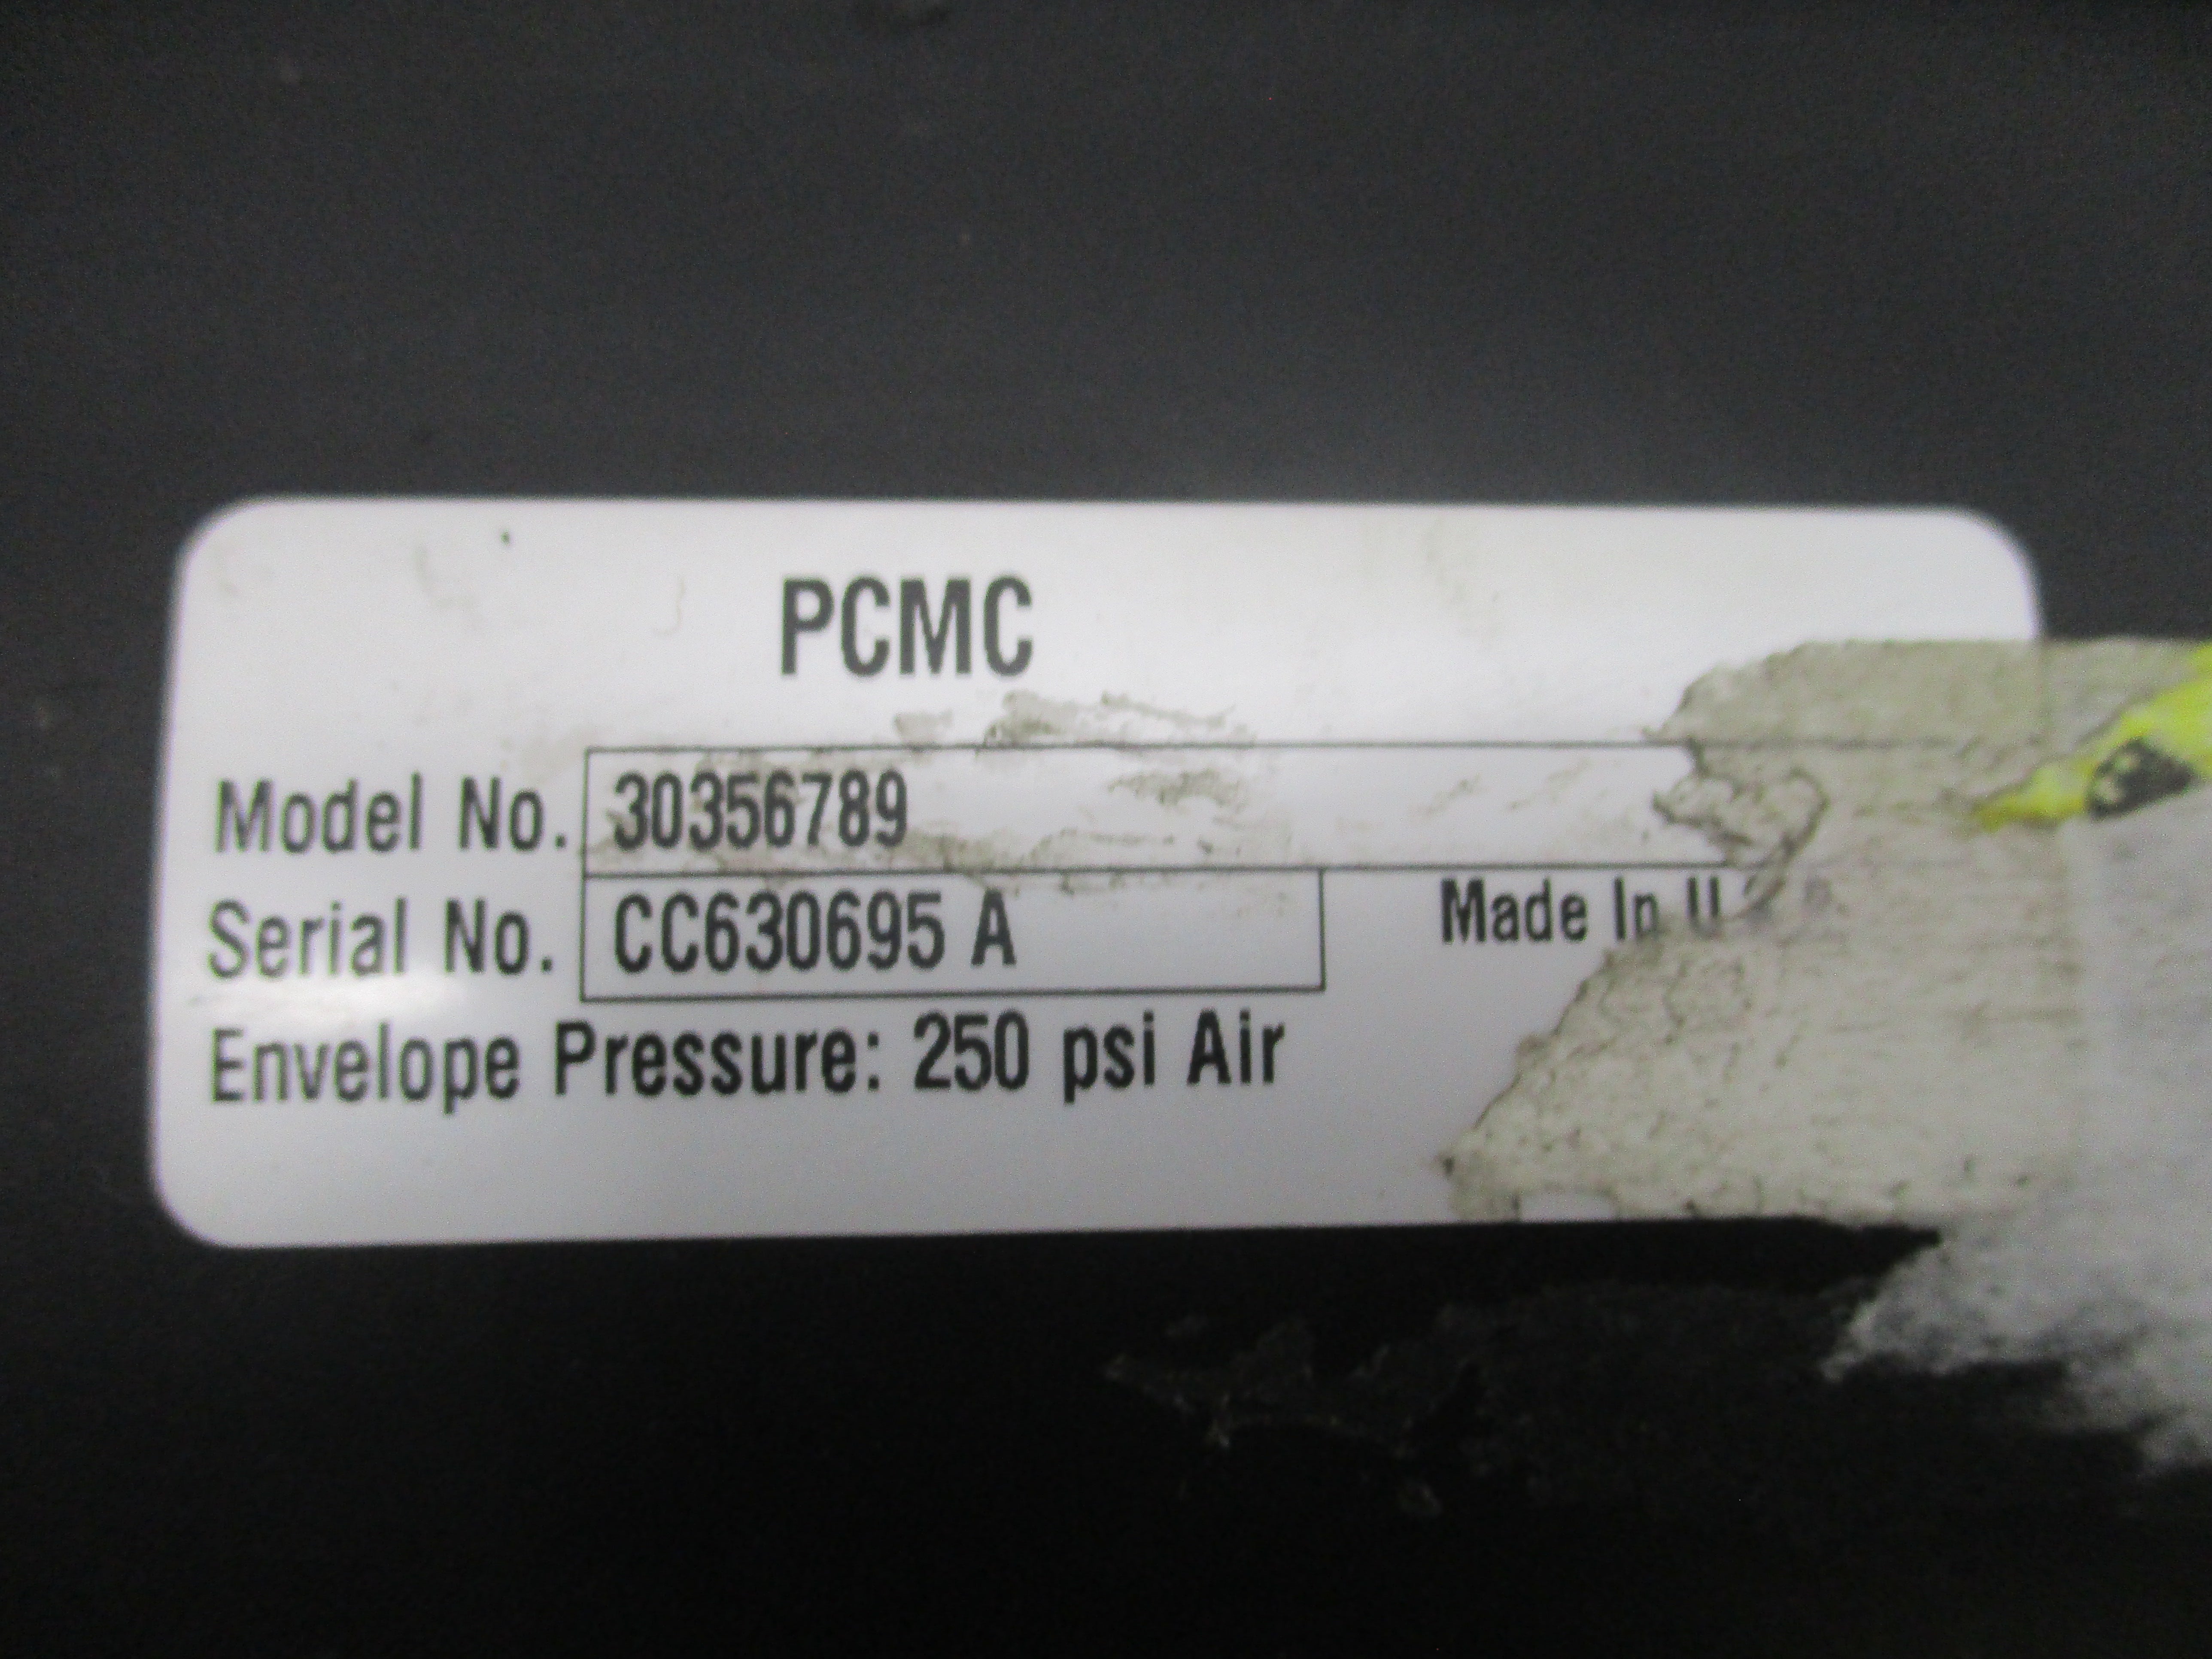 PCMC
Model No. 30356789
Serial No. CC630695 A Made In
Envelope Pressure: 250 psi Air